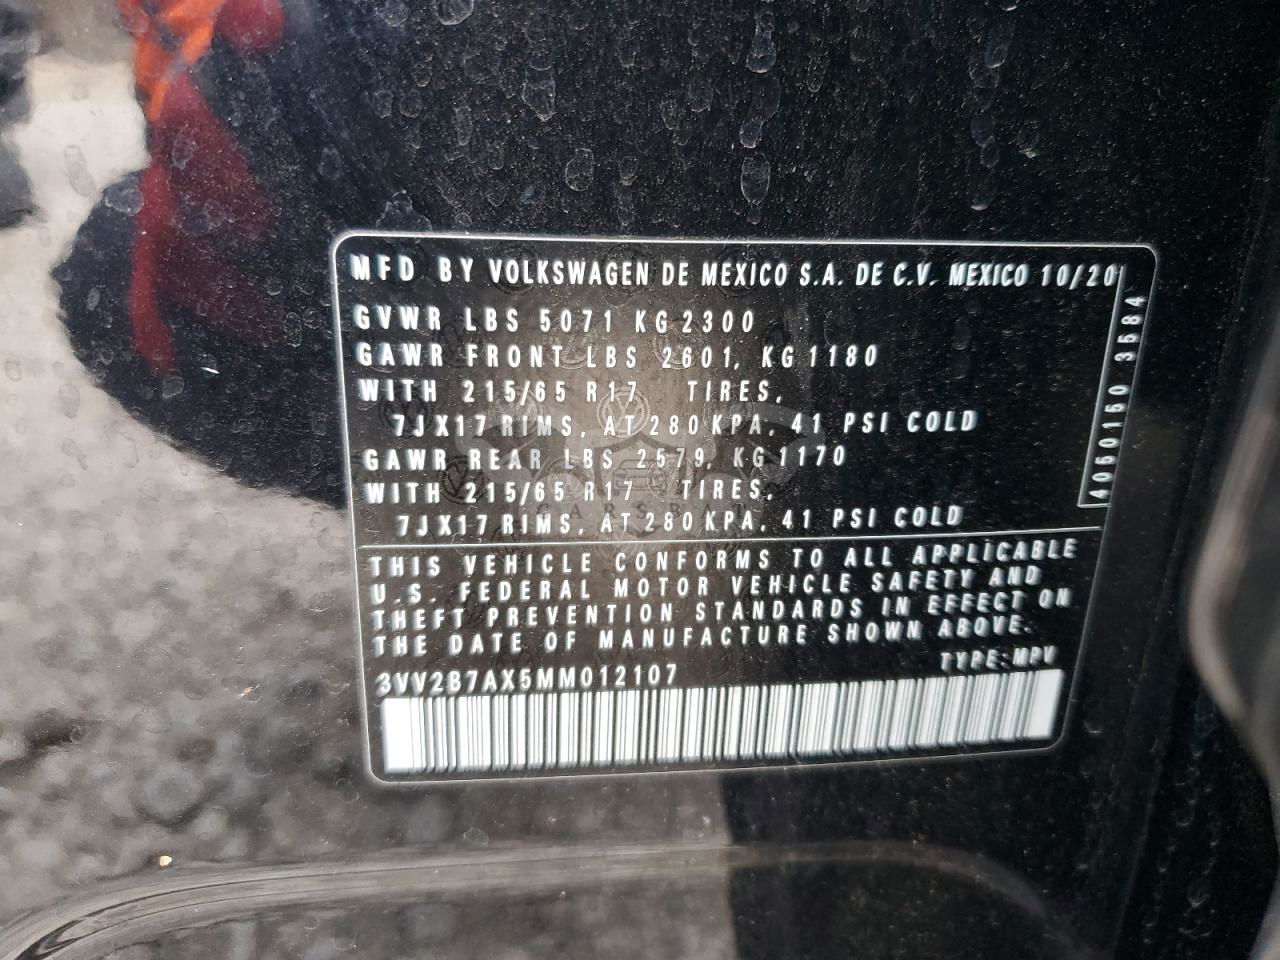 MFD BY VOLKSWAGEN DE MEXICO S.A. DE C.V. MEXICO 10/20
GVWR LBS 5071 KG 2300
GAWR FRONT LBS 2601, KG 1180
WITH 215/65 R17 TIRES,
7JX17 RIMS, AT 280 KPA, 41 PSI COLD
GAWR REAR LBS 2579, KG 1170
WITH 215/65 R17 TIRES,
7JX17 RIMS, AT 280 KPA, 41 PSI COLD
4060150 3584
THIS VEHICLE CONFORMS TO ALL APPLICABLE
U.S. FEDERAL MOTOR VEHICLE SAFETY AND
THEFT PREVENTION STANDARDS IN EFFECT ON
THE DATE OF MANUFACTURE SHOWN ABOVE.
3VV2B7AX5MM012107
TYPE: MPV